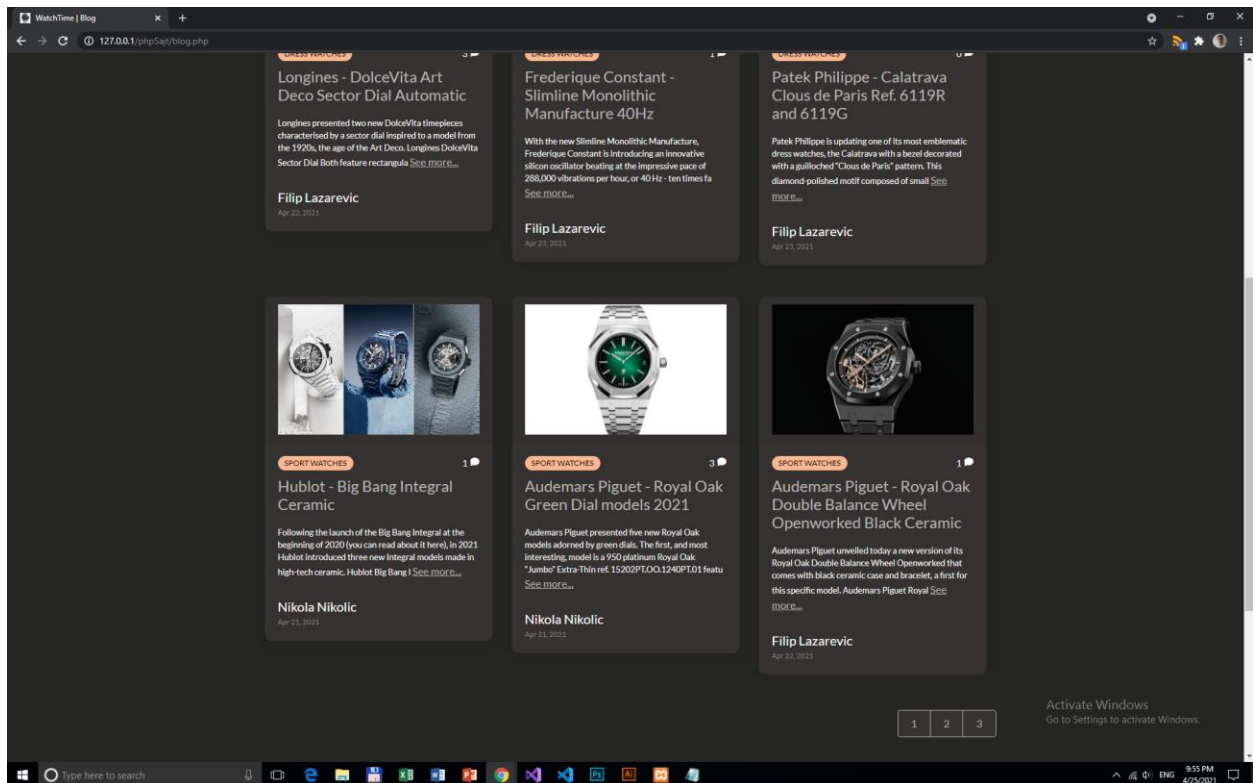 WatchTime | Blog
127.0.0.1/phpSajt/blog.php
DRESS WATCHES 3
Longines - DolceVita Art
Deco Sector Dial Automatic
Longines presented two new DolceVita timepieces
characterised by a sector dial inspired to a model from
the 1920s, the age of the Art Deco. Longines DolceVita
Sector Dial Both feature rectangula See more...
Filip Lazarevic
Apr 22, 2021
DRESS WATCHES 1
Frederique Constant -
Slimline Monolithic
Manufacture 40Hz
With the new Slimline Monolithic Manufacture,
Frederique Constant is introducing an innovative
silicon oscillator beating at the impressive pace of
288,000 vibrations per hour, or 40 Hz - ten times fa
See more...
Filip Lazarevic
Apr 23, 2021
DRESS WATCHES
Patek Philippe - Calatrava
Clous de Paris Ref. 6119R
and 6119G
Patek Philippe is updating one of its most emblematic
dress watches, the Calatrava with a bezel decorated
with a guilloched "Clous de Paris" pattern. This
diamond-polished motif composed of small See
more...
Filip Lazarevic
Apr 23, 2021
SPORT WATCHES 1
Hublot - Big Bang Integral
Ceramic
Following the launch of the Big Bang Integral at the
beginning of 2020 (you can read about it here), in 2021
Hublot introduced three new Integral models made in
high-tech ceramic. Hublot Big Bang I See more...
Nikola Nikolic
Apr 21, 2021
SPORT WATCHES 3
Audemars Piguet - Royal Oak
Green Dial models 2021
Audemars Piguet presented five new Royal Oak
models adorned by green dials. The first, and most
interesting, model is a 950 platinum Royal Oak
"Jumbo" Extra-Thin ref. 15202PT.OO.1240PT.01 featu
See more...
Nikola Nikolic
Apr 21, 2021
SPORT WATCHES 1
Audemars Piguet - Royal Oak
Double Balance Wheel
Openworked Black Ceramic
Audemars Piguet unveiled today a new version of its
Royal Oak Double Balance Wheel Openworked that
comes with black ceramic case and bracelet, a first for
this specific model. Audemars Piguet Royal See
more...
Filip Lazarevic
Apr 22, 2021
1 2 3
Activate Windows
Go to Settings to activate Windows.
Type here to search
ENG
9:55 PM
4/25/2021